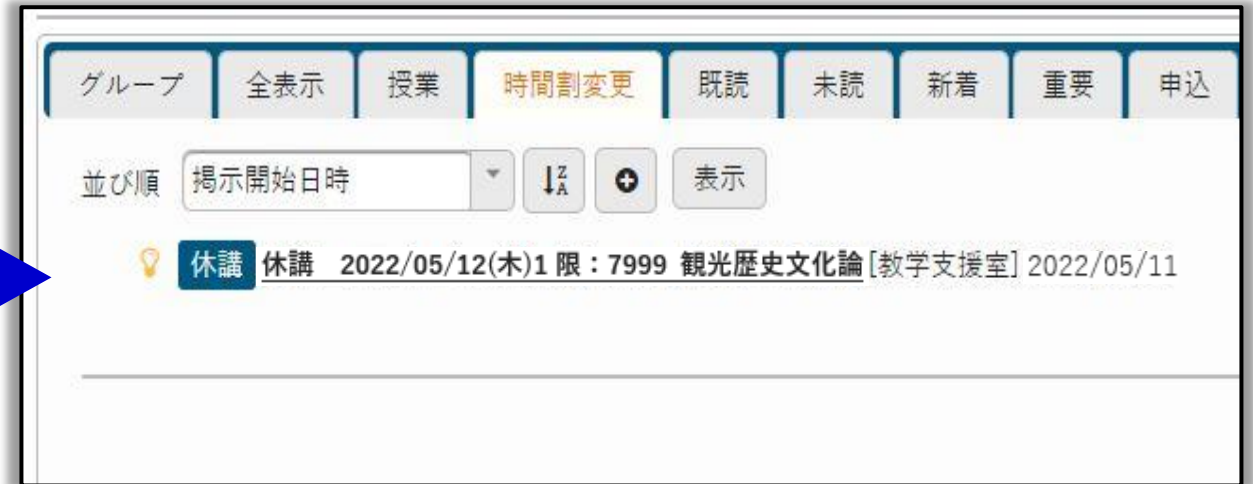 グループ 全表示 授業 時間割変更 既読 未読 新着 重要 申込
並び順 掲示開始日時 表示
休講 休講 2022/05/12(木)1 限：7999 観光歴史文化論 [教学支援室] 2022/05/11